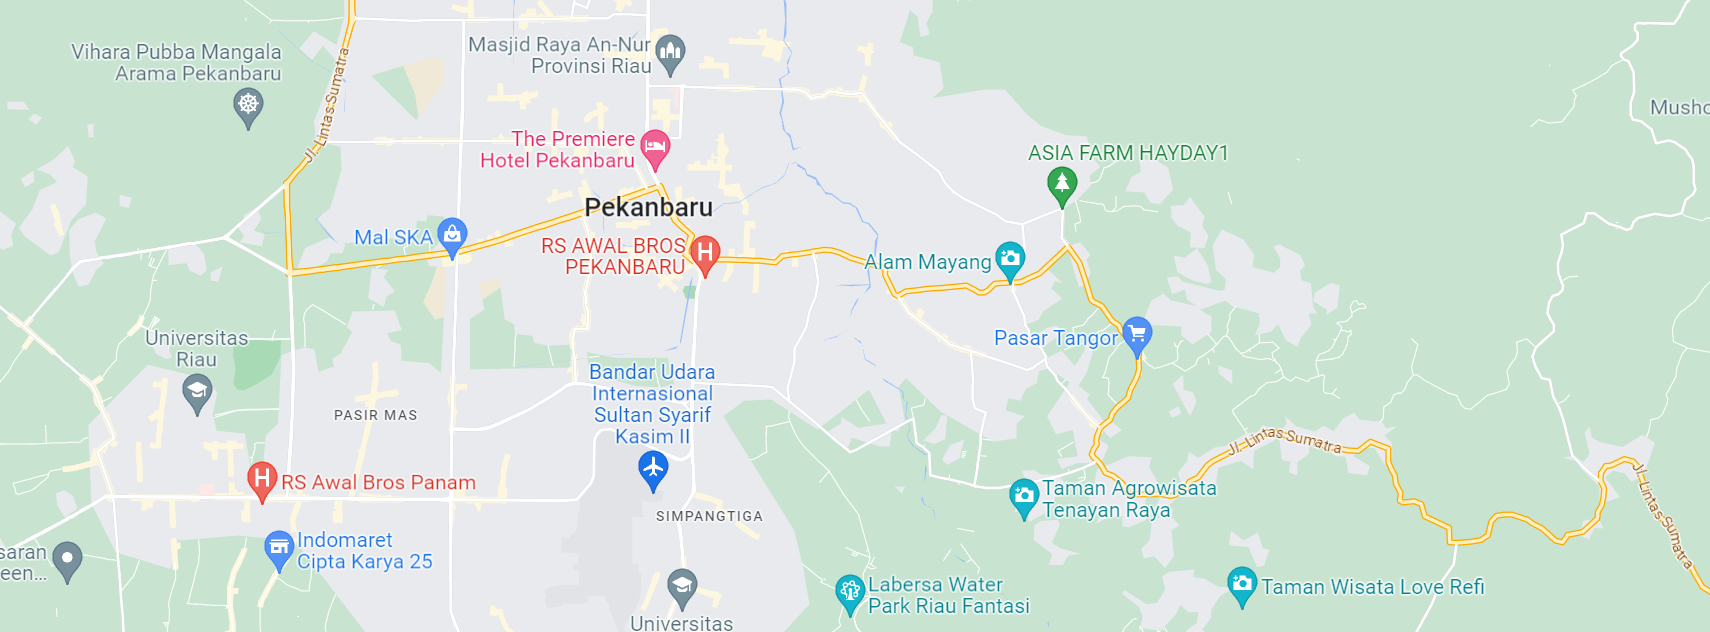 Vihara Pubba Mangala
Arama Pekanbaru
Jl. Lintas Sumatra
Masjid Raya An-Nur
Provinsi Riau
Musho
The Premiere
Hotel Pekanbaru
ASIA FARM HAYDAY1
Pekanbaru
Mal SKA
RS AWAL BROS
PEKANBARU
Alam Mayang
Universitas
Riau
Pasar Tangor
Bandar Udara
Internasional
Sultan Syarif
Kasim II
PASIR MAS
Jl. Lintas Sumatra
Jl. Lintas Sumatra
RS Awal Bros Panam
Taman Agrowisata
Tenayan Raya
SIMPANGTIGA
Indomaret
Cipta Karya 25
saran
een...
Labersa Water
Park Riau Fantasi
Taman Wisata Love Refi
Universitas